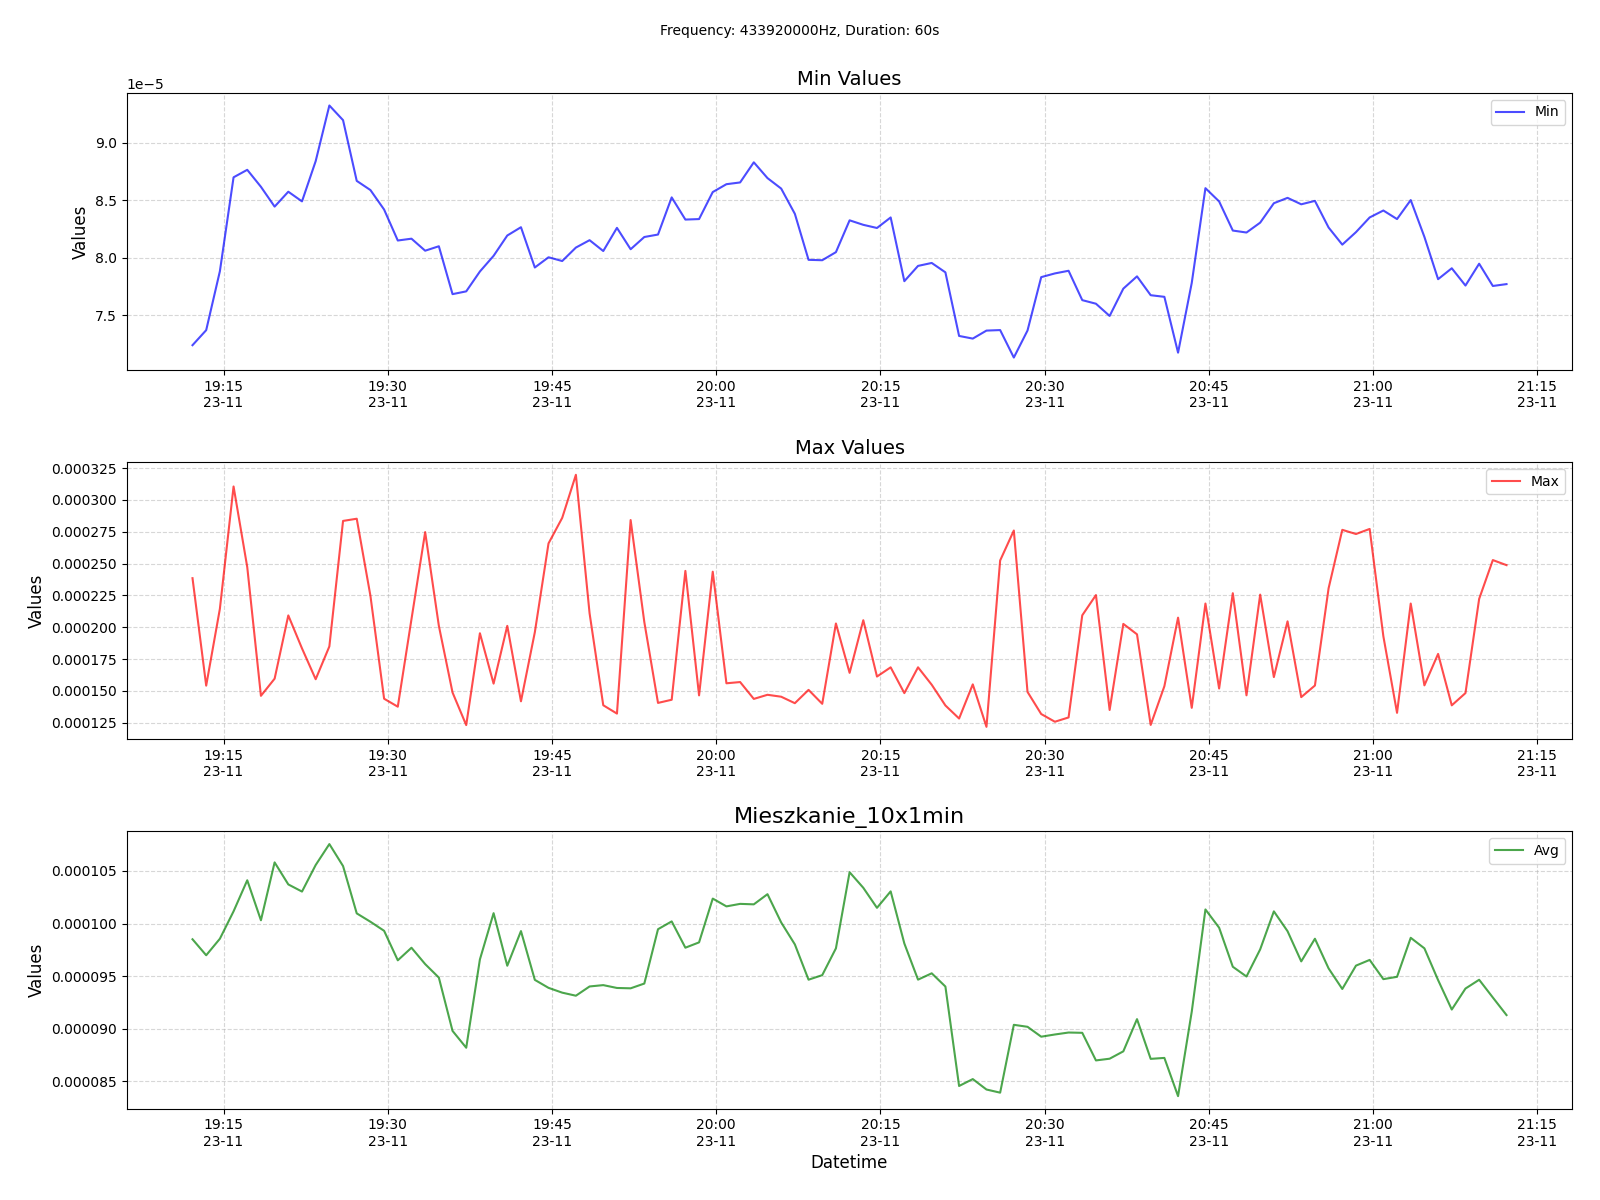 Frequency: 433920000Hz, Duration: 60s
Min Values
1e−5
Min
9.0
8.5
8.0
7.5
Values
19:15 19:30 19:45 20:00 20:15 20:30 20:45 21:00 21:15
23-11 23-11 23-11 23-11 23-11 23-11 23-11 23-11 23-11
Max Values
Max
0.000325
0.000300
0.000275
0.000250
0.000225
0.000200
0.000175
0.000150
0.000125
Values
19:15 19:30 19:45 20:00 20:15 20:30 20:45 21:00 21:15
23-11 23-11 23-11 23-11 23-11 23-11 23-11 23-11 23-11
Mieszkanie_10x1min
Avg
0.000105
0.000100
0.000095
0.000090
0.000085
Values
19:15 19:30 19:45 20:00 20:15 20:30 20:45 21:00 21:15
23-11 23-11 23-11 23-11 23-11 23-11 23-11 23-11 23-11
Datetime